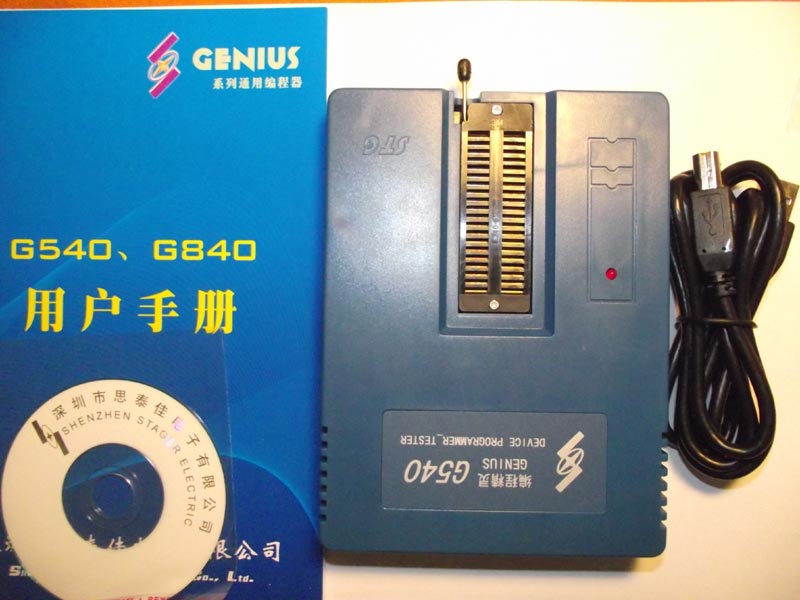 GENIUS
系列通用编程器
G540、G840
用户手册
深圳市思泰佳电子有限公司
SHENZHEN STAGER ELECTRIC
限公司
Co., Ltd.
STG
编程精灵
GENIUS G540
DEVICE PROGRAMMER_TESTER